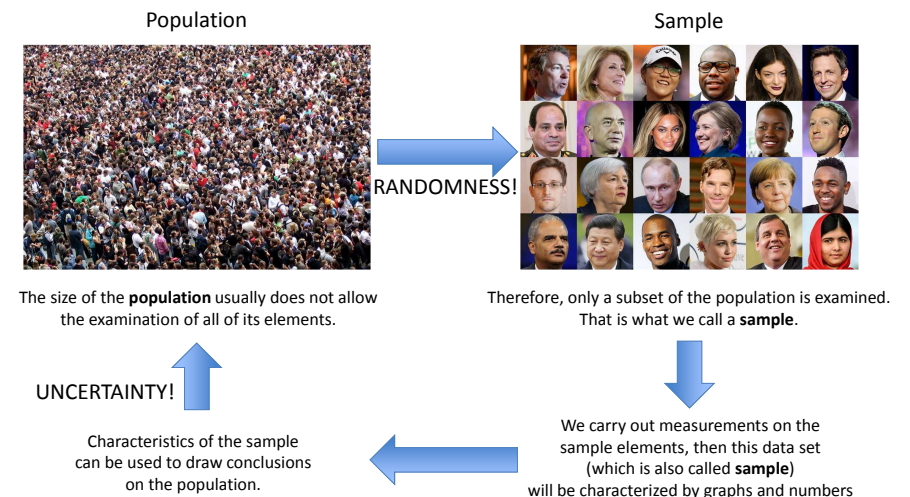 Population
Sample
RANDOMNESS!
The size of the population usually does not allow
the examination of all of its elements.
Therefore, only a subset of the population is examined.
That is what we call a sample.
UNCERTAINTY!
Characteristics of the sample
can be used to draw conclusions
on the population.
We carry out measurements on the
sample elements, then this data set
(which is also called sample)
will be characterized by graphs and numbers